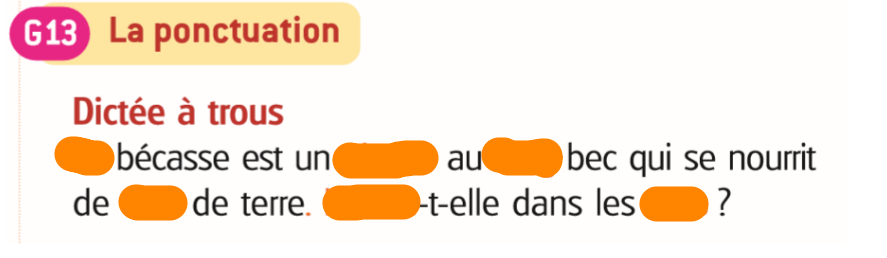 G13 La ponctuation
Dictée à trous
bécasse est un au bec qui se nourrit
de de terre. -t-elle dans les ?